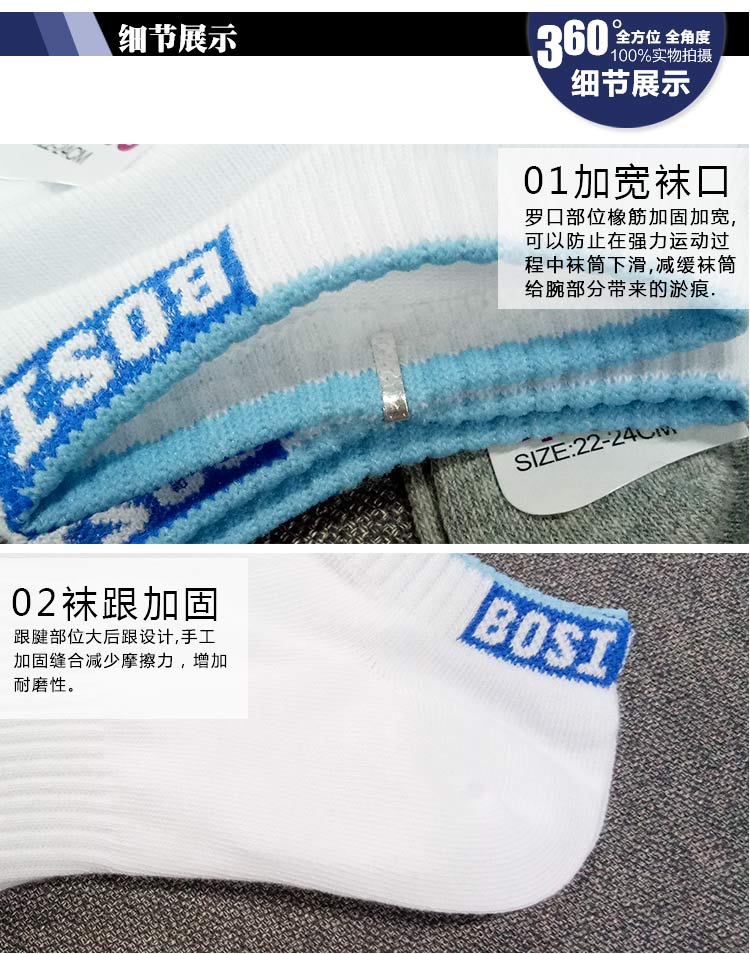 细节展示
360°全方位 全角度
100%实物拍摄
细节展示
01加宽袜口
罗口部位橡筋加固加宽,
可以防止在强力运动过
程中袜筒下滑,减缓袜筒
给腕部分带来的淤痕.
BOSI
SIZE:22-24CM
02袜跟加固
跟腱部位大后跟设计,手工
加固缝合减少摩擦力，增加
耐磨性。
BOSI